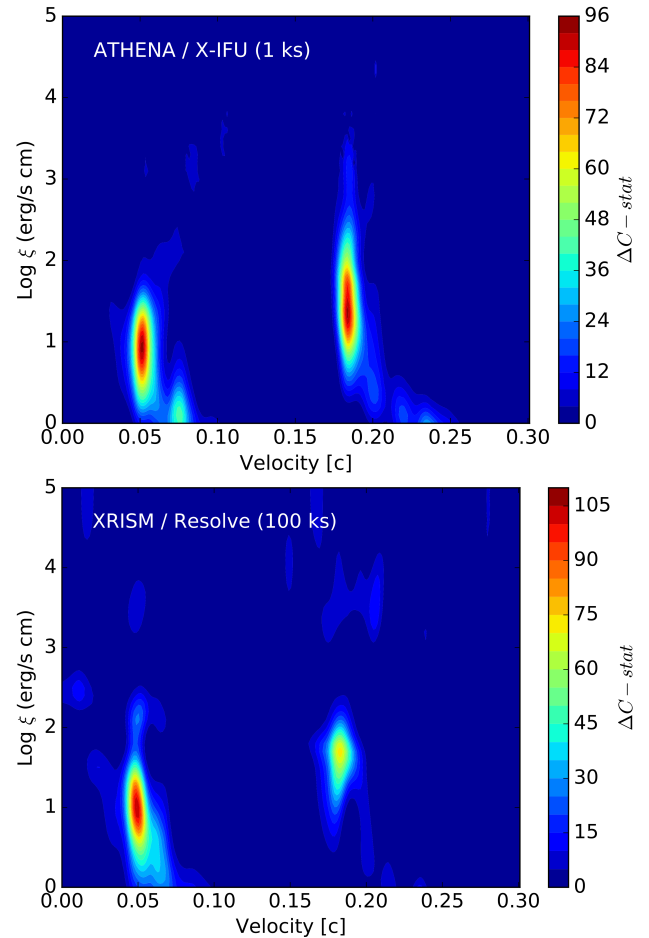 ATHENA / X-IFU (1 ks)
5
4
3
2
1
0
Log ξ (erg/s cm)
0.00 0.05 0.10 0.15 0.20 0.25 0.30
Velocity [c]
96
84
72
60
48
36
24
12
0
ΔC − stat
XRISM / Resolve (100 ks)
5
4
3
2
1
0
Log ξ (erg/s cm)
0.00 0.05 0.10 0.15 0.20 0.25 0.30
Velocity [c]
105
90
75
60
45
30
15
0
ΔC − stat